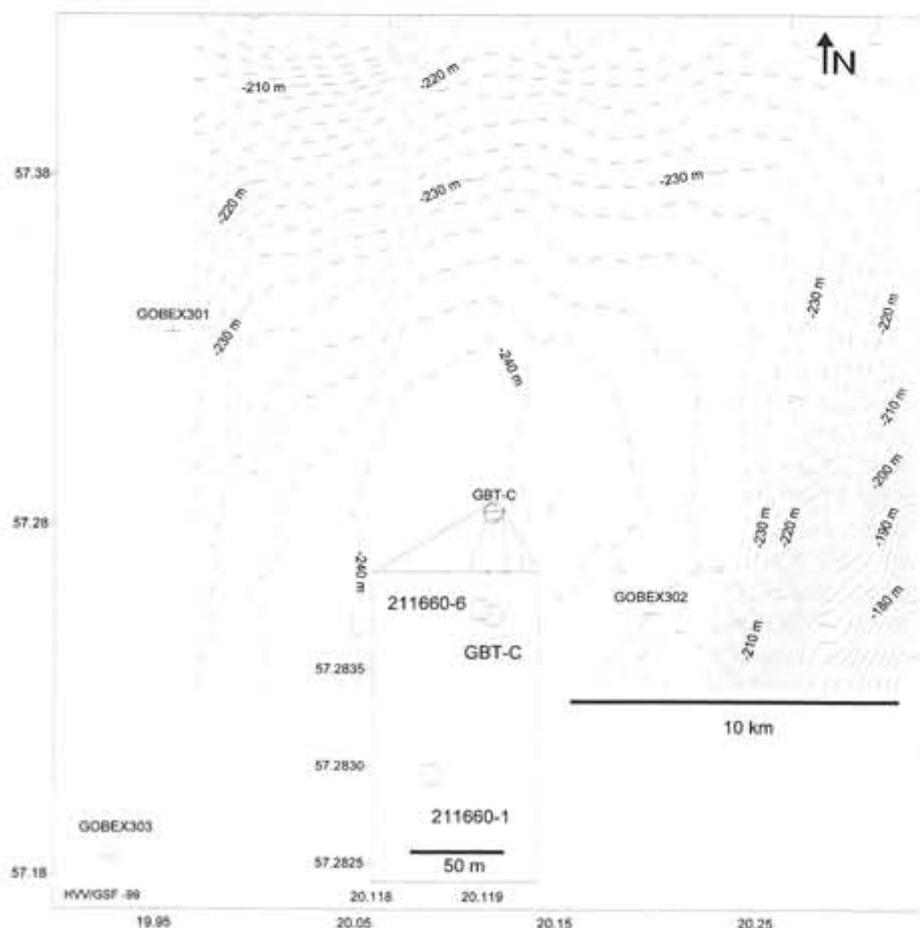 N
-210 m
-220 m
57.38
-220 m
-230 m
-230 m
GOBEX301
-230 m
-230 m
-220 m
-240 m
-210 m
-200 m
GBT-C
57.28
-230 m
-220 m
-190 m
-240 m
211660-6
GOBEX302
-180 m
GBT-C
-210 m
57.2835
10 km
57.2830
211660-1
GOBEX303
50 m
57.2825
57.18
HVV/GSF -99
20.118
20.119
19.95
20.05
20.15
20.25